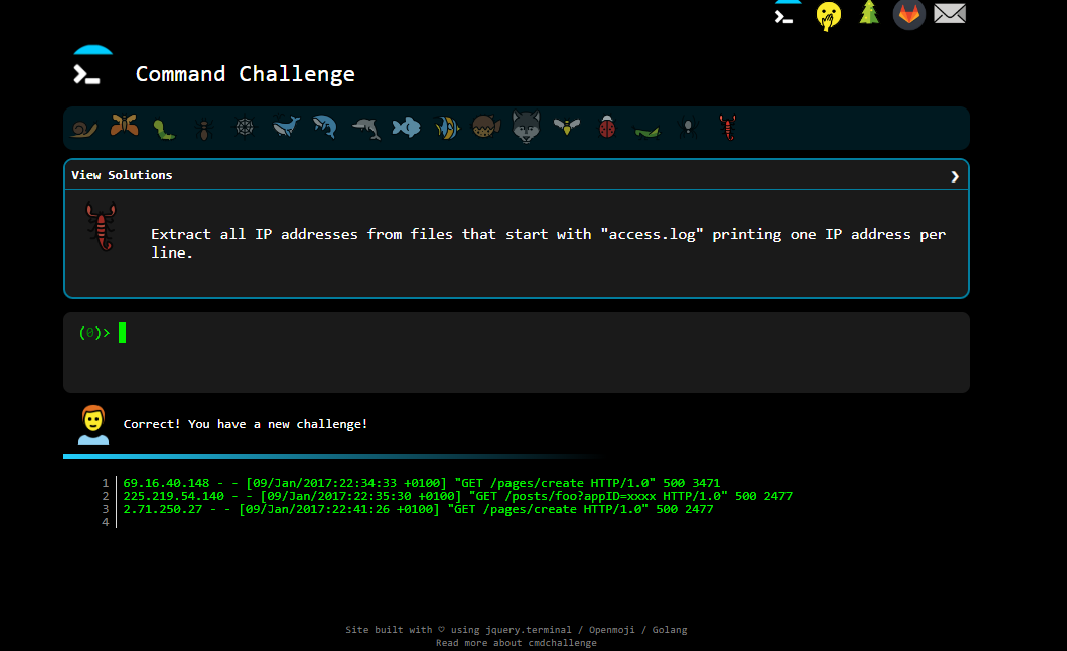 Command Challenge
View Solutions
Extract all IP addresses from files that start with "access.log" printing one IP address per
line.
(0)>
Correct! You have a new challenge!
1 69.16.40.148 - - [09/Jan/2017:22:34:33 +0100] "GET /pages/create HTTP/1.0" 500 3471
2 225.219.54.140 - - [09/Jan/2017:22:35:30 +0100] "GET /posts/foo?appID=xxxx HTTP/1.0" 500 2477
3 2.71.250.27 - - [09/Jan/2017:22:41:26 +0100] "GET /pages/create HTTP/1.0" 500 2477
4
Site built with ♡ using jquery.terminal / Openmoji / Golang
Read more about cmdchallenge